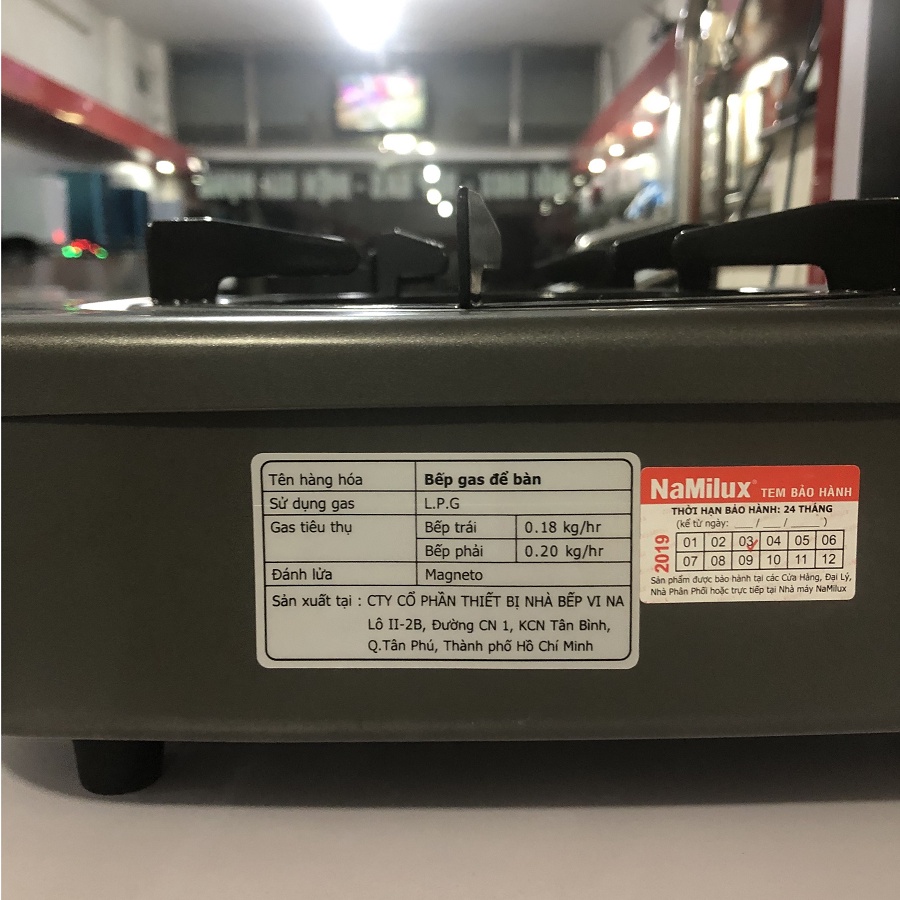 Tên hàng hóa Bếp gas để bàn
Sử dụng gas L.P.G
Gas tiêu thụ Bếp trái 0.18 kg/hr
Bếp phải 0.20 kg/hr
Đánh lửa Magneto
Sản xuất tại : CTY CỔ PHẦN THIẾT BỊ NHÀ BẾP VI NA
Lô II-2B, Đường CN 1, KCN Tân Bình,
Q.Tân Phú, Thành phố Hồ Chí Minh
NaMilux® TEM BẢO HÀNH
THỜI HẠN BẢO HÀNH: 24 THÁNG
(kể từ ngày: ___ / ___ / _____ )
2019
01 02 03 04 05 06
07 08 09 10 11 12
Sản phẩm được bảo hành tại các Cửa Hàng, Đại Lý,
Nhà Phân Phối hoặc trực tiếp tại Nhà máy NaMilux